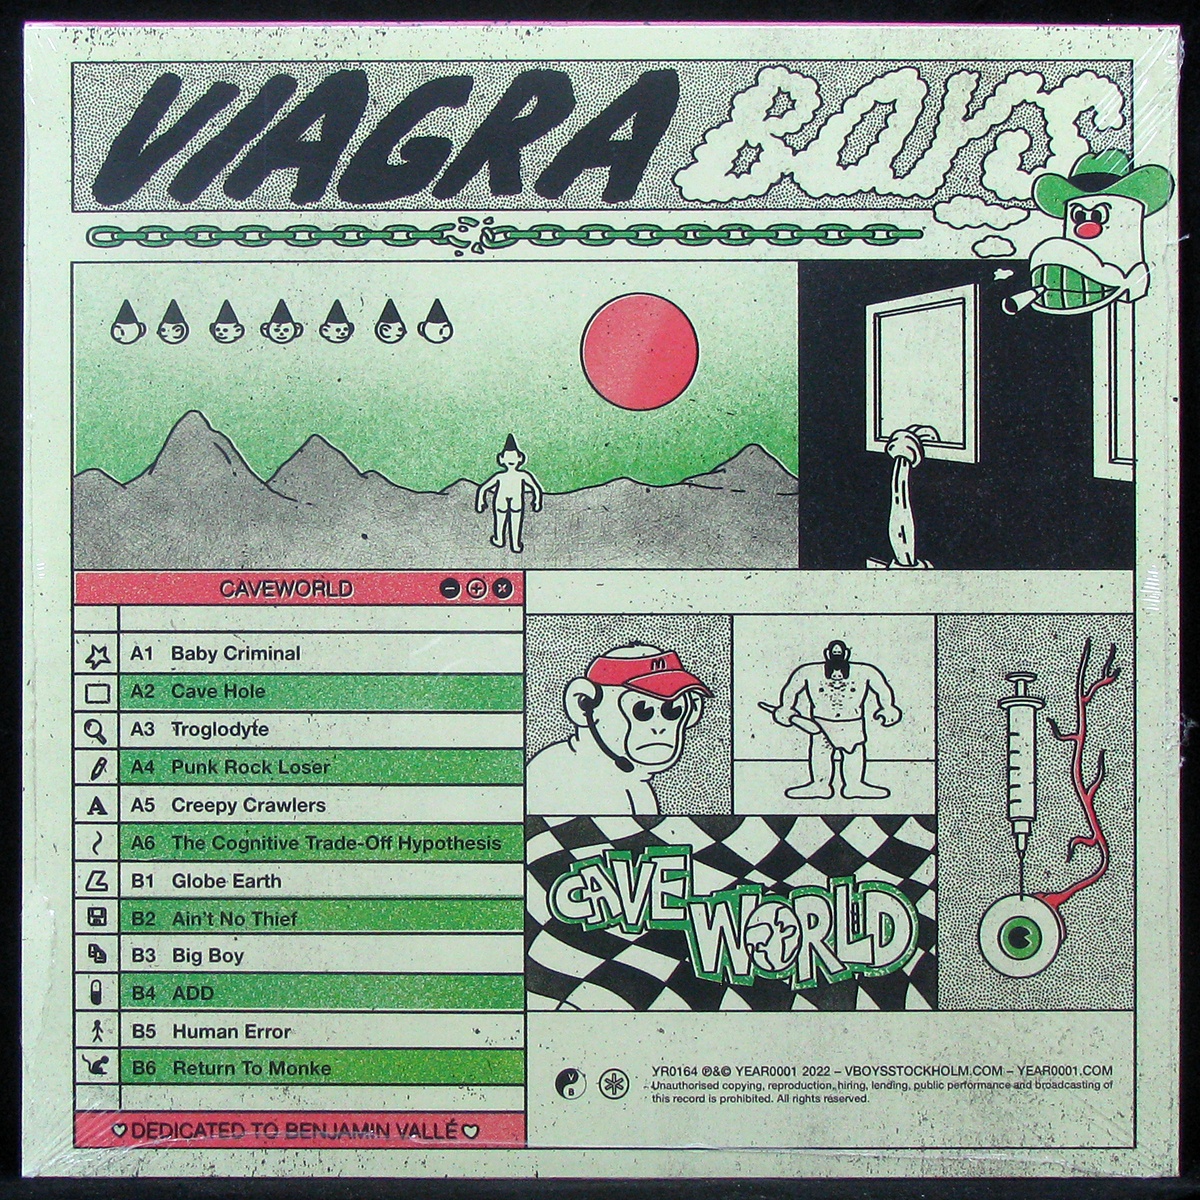 VIAGRA BOYS
CAVEWORLD
A1 Baby Criminal
A2 Cave Hole
A3 Troglodyte
A4 Punk Rock Loser
A5 Creepy Crawlers
A6 The Cognitive Trade-Off Hypothesis
B1 Globe Earth
B2 Ain't No Thief
B3 Big Boy
B4 ADD
B5 Human Error
B6 Return To Monke
DEDICATED TO BENJAMIN VALLÉ
m
CAVE
WORLD
V
B
YR0164 ℗&© YEAR0001 2022 – VBOYSSTOCKHOLM.COM – YEAR0001.COM
Unauthorised copying, reproduction, hiring, lending, public performance and broadcasting of
this record is prohibited. All rights reserved.